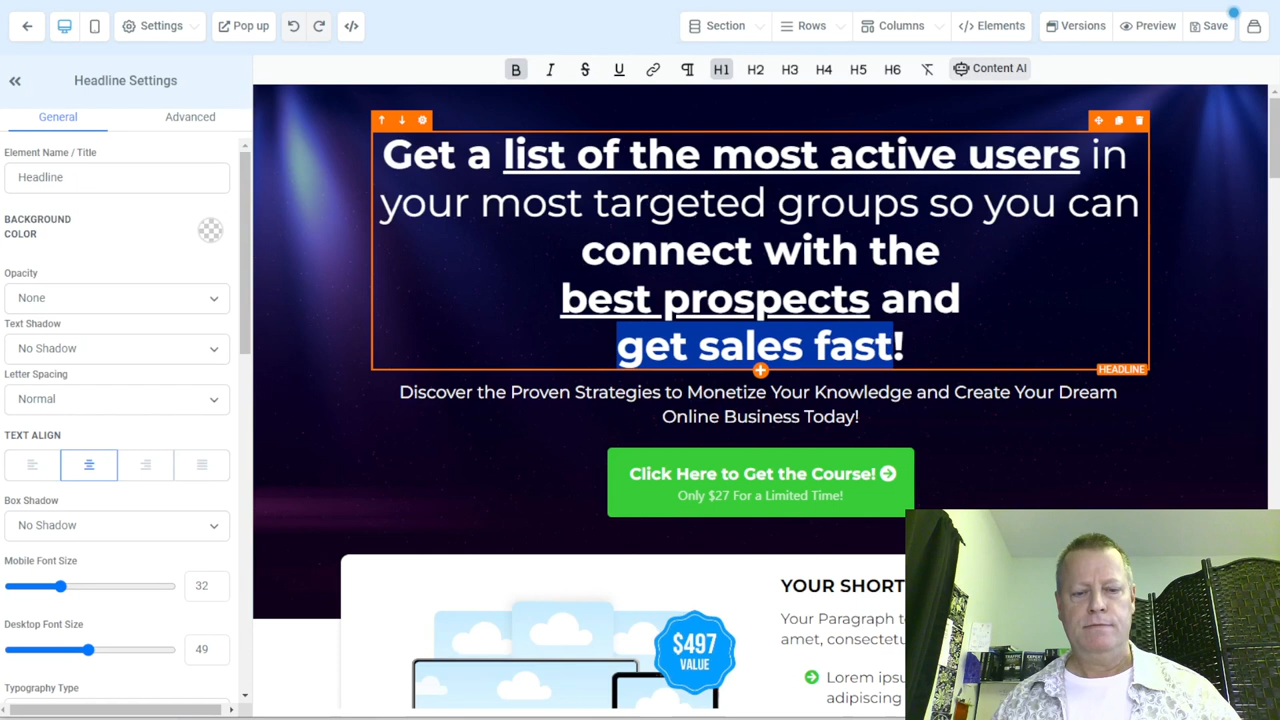 Settings
Pop up
Section
Rows
Columns
</> Elements
Versions
Preview
Save
Headline Settings
General
Advanced
B I S U H1 H2 H3 H4 H5 H6 Content AI
Element Name / Title
Headline
BACKGROUND
COLOR
Opacity
None
Text Shadow
No Shadow
Letter Spacing
Normal
TEXT ALIGN
Box Shadow
No Shadow
Mobile Font Size
32
Desktop Font Size
49
Typography Type
Get a list of the most active users in
your most targeted groups so you can
connect with the
best prospects and
get sales fast!
HEADLINE
Discover the Proven Strategies to Monetize Your Knowledge and Create Your Dream
Online Business Today!
Click Here to Get the Course!
Only $27 For a Limited Time!
$497
VALUE
YOUR SHORT
Your Paragraph
amet,
Lorem
adipiscing